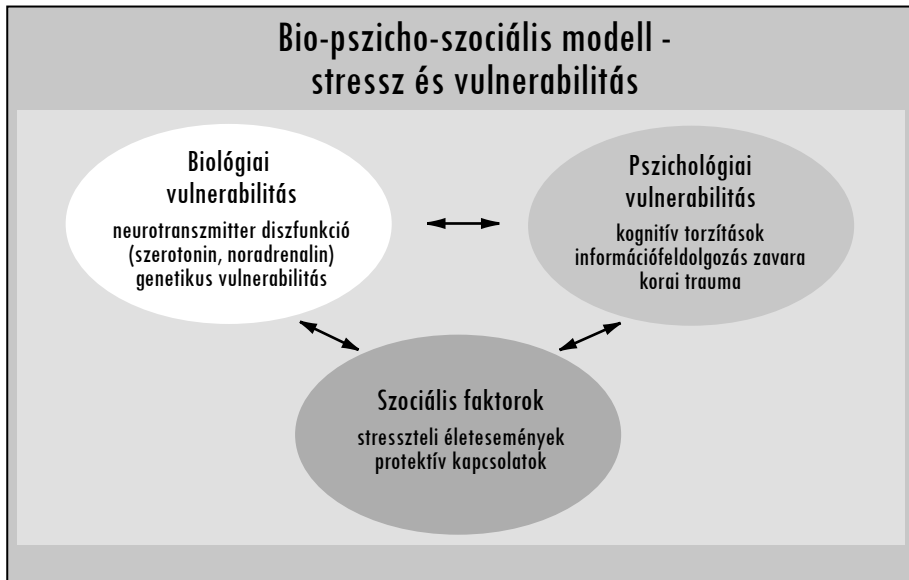 Bio-pszicho-szociális modell -
stressz és vulnerabilitás
Biológiai
vulnerabilitás
neurotranszmitter diszfunkció
(szerotonin, noradrenalin)
genetikus vulnerabilitás
Pszichológiai
vulnerabilitás
kognitív torzítások
információfeldolgozás zavara
korai trauma
Szociális faktorok
stresszteli életesemények
protektív kapcsolatok